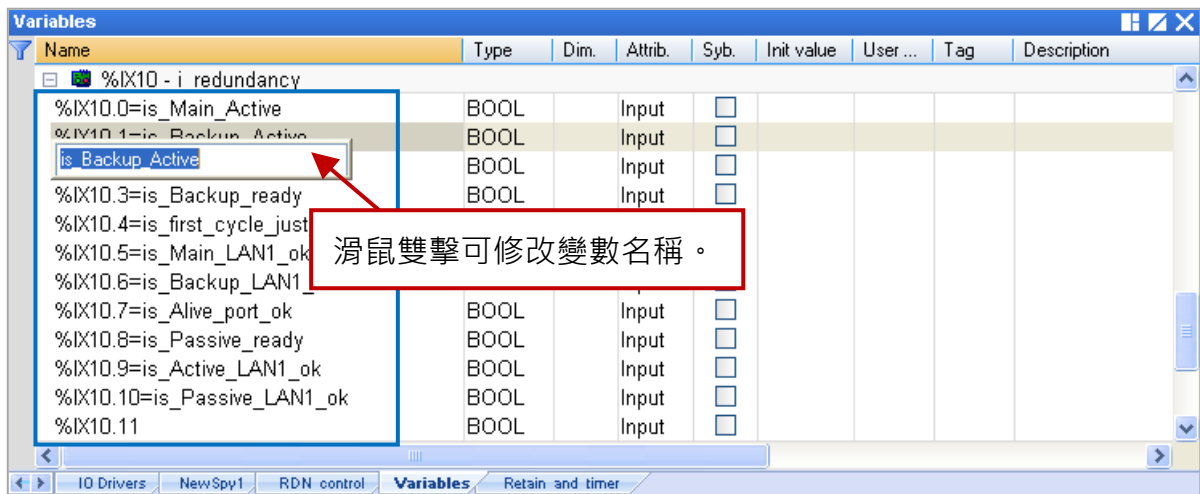 Variables
Name Type Dim. Attrib. Syb. Init value User ... Tag Description
%IX10 - i_redundancy
%IX10.0=is_Main_Active BOOL Input
%IX10.1=is_Backup_Active BOOL Input
is_Backup_Active BOOL Input
%IX10.3=is_Backup_ready BOOL Input
%IX10.4=is_first_cycle_just
%IX10.5=is_Main_LAN1_ok
滑鼠雙擊可修改變數名稱。
%IX10.6=is_Backup_LAN1_
%IX10.7=is_Alive_port_ok BOOL Input
%IX10.8=is_Passive_ready BOOL Input
%IX10.9=is_Active_LAN1_ok BOOL Input
%IX10.10=is_Passive_LAN1_ok BOOL Input
%IX10.11 BOOL Input
IO Drivers NewSpy1 RDN_control Variables Retain and timer